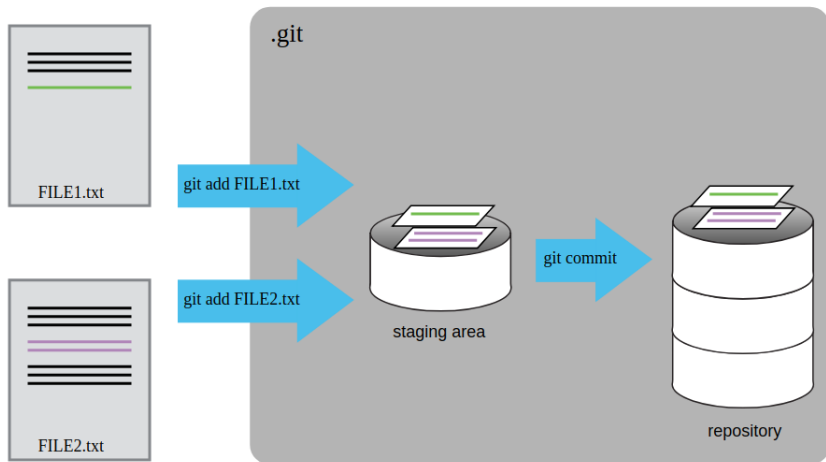 .git
FILE1.txt
git add FILE1.txt
git add FILE2.txt
git commit
staging area
repository
FILE2.txt